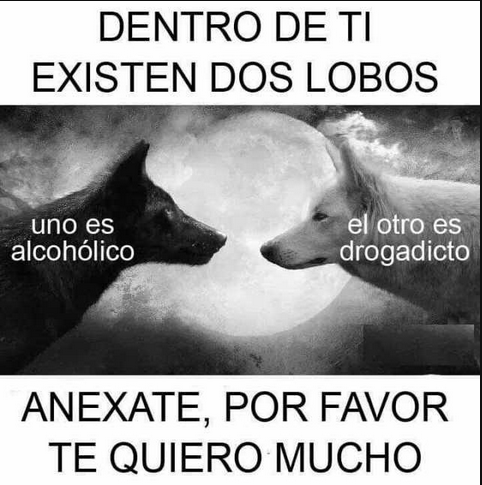 DENTRO DE TI
EXISTEN DOS LOBOS
uno es
alcohólico
el otro es
drogadicto
ANEXATE, POR FAVOR
TE QUIERO MUCHO